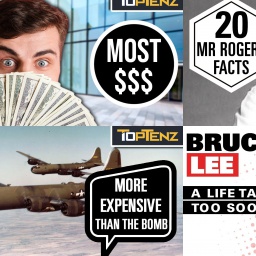 TOPTENZ
MOST
$$$
20
MR ROGER
FACTS
TOPTENZ
MORE
EXPENSIVE
THAN THE BOMB
BRUC
LEE
A LIFE TA
TOO SOO